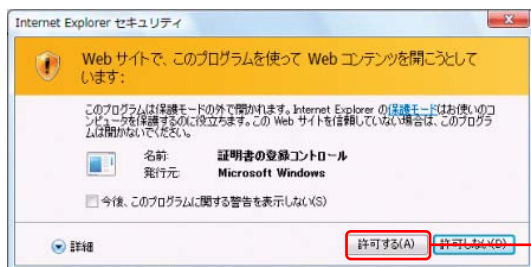 Internet Explorer セキュリティ
Web サイトで、このプログラムを使って Web コンテンツを開こうとして
います:
このプログラムは保護モードの外で開かれます。Internet Explorer の保護モードはお使いのコ
ンピュータを保護するのに役立ちます。この Web サイトを信頼していない場合は、このプログラ
ムは開かないでください。
名前: 証明書の登録コントロール
発行元: Microsoft Windows
今後、このプログラムに関する警告を表示しない(S)
詳細 許可する(A) 許可しない(D)